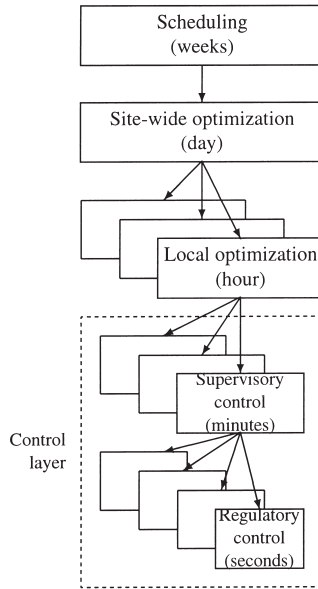 Scheduling
(weeks)
Site-wide optimization
(day)
Local optimization
(hour)
Supervisory
control
(minutes)
Control
layer
Regulatory
control
(seconds)